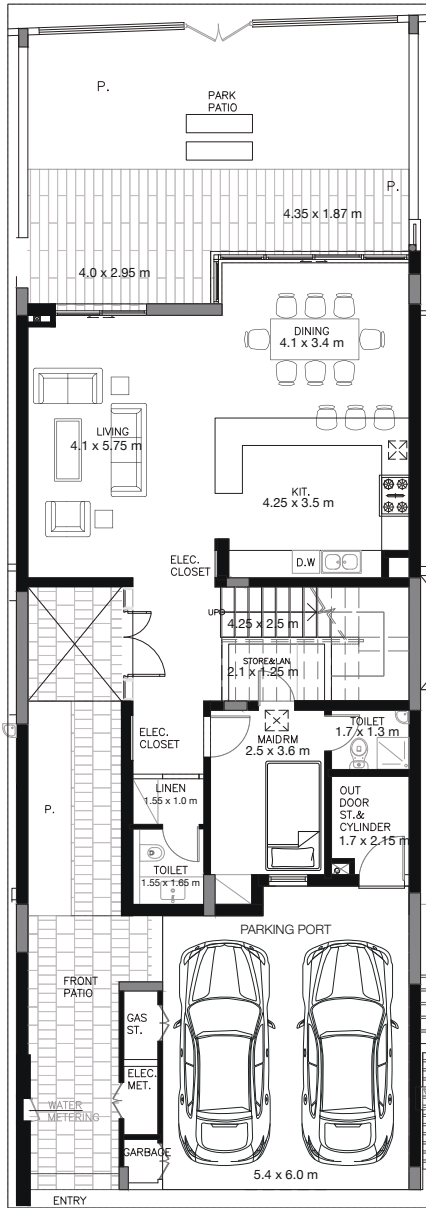 P.
PARK
PATIO
P.
4.35 x 1.87 m
4.0 x 2.95 m
DINING
4.1 x 3.4 m
LIVING
4.1 x 5.75 m
KIT.
4.25 x 3.5 m
D.W
ELEC.
CLOSET
UP
4.25 x 2.5 m
STORE&LAN
2.1 x 1.25 m
ELEC.
CLOSET
MAIDRM
2.5 x 3.6 m
TOILET
1.7 x 1.3 m
LINEN
1.55 x 1.0 m
OUT
DOOR
ST.&
CYLINDER
1.7 x 2.15 m
P.
TOILET
1.55 x 1.65 m
PARKING PORT
FRONT
PATIO
GAS
ST.
ELEC.
MET.
WATER
METERING
GARBAGE
5.4 x 6.0 m
ENTRY